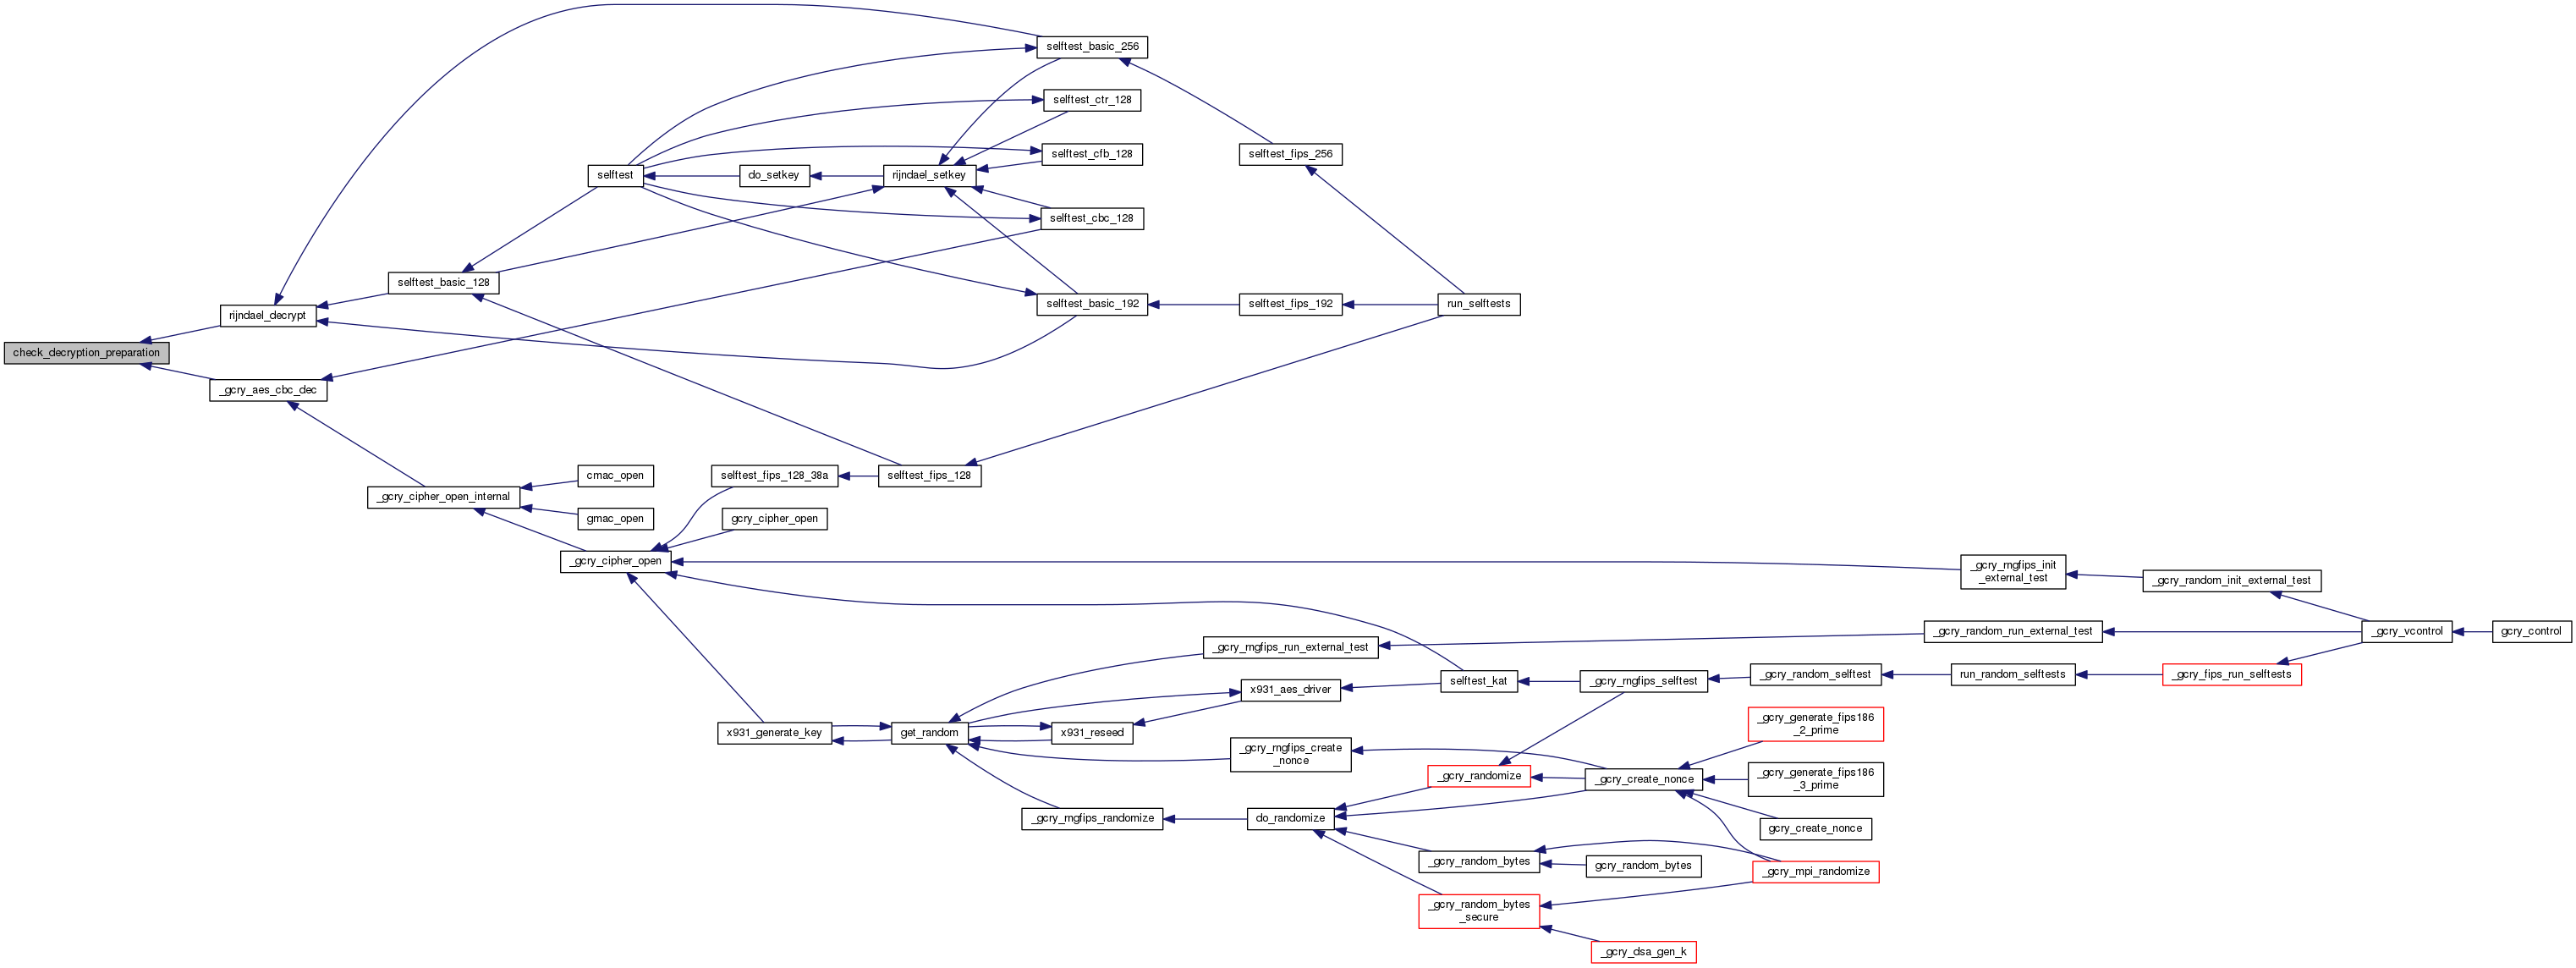 selftest_basic_256
selftest_ctr_128
selftest_cfb_128
selftest_fips_256
selftest
do_setkey
rijndael_setkey
selftest_cbc_128
selftest_basic_128
rijndael_decrypt
selftest_basic_192
selftest_fips_192
run_selftests
check_decryption_preparation
_gcry_aes_cbc_dec
cmac_open
selftest_fips_128_38a
selftest_fips_128
_gcry_cipher_open_internal
gmac_open
gcry_cipher_open
_gcry_cipher_open
_gcry_rngfips_init
_external_test
_gcry_random_init_external_test
_gcry_rngfips_run_external_test
_gcry_random_run_external_test
_gcry_vcontrol
gcry_control
x931_aes_driver
selftest_kat
_gcry_rngfips_selftest
_gcry_random_selftest
run_random_selftests
_gcry_fips_run_selftests
x931_generate_key
get_random
x931_reseed
_gcry_rngfips_create
_nonce
_gcry_generate_fips186
_2_prime
_gcry_randomize
_gcry_create_nonce
_gcry_generate_fips186
_3_prime
_gcry_rngfips_randomize
do_randomize
gcry_create_nonce
_gcry_random_bytes
gcry_random_bytes
_gcry_mpi_randomize
_gcry_random_bytes
_secure
_gcry_dsa_gen_k